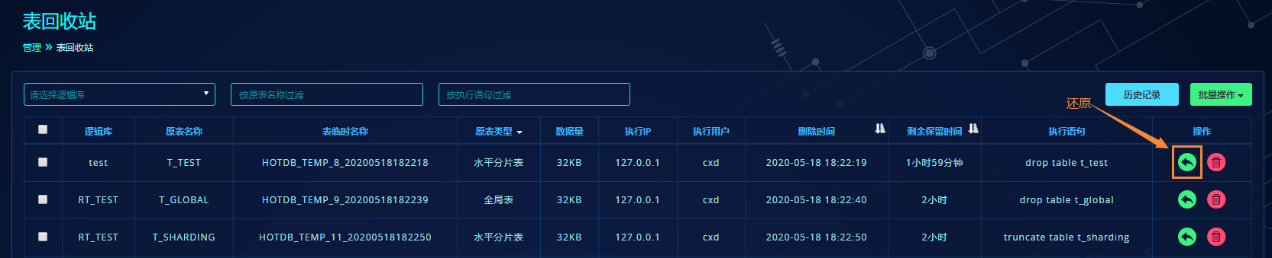 表回收站
管理 » 表回收站
请选择逻辑库 按原表名称过滤 按执行语句过滤 还原 历史记录 批量操作
逻辑库 原表名称 表临时名称 原表类型 数据量 执行IP 执行用户 删除时间 剩余保留时间 执行语句 操作
test T_TEST HOTDB_TEMP_8_20200518182218 水平分片表 32KB 127.0.0.1 cxd 2020-05-18 18:22:19 1小时59分钟 drop table t_test
RT_TEST T_GLOBAL HOTDB_TEMP_9_20200518182239 全局表 32KB 127.0.0.1 cxd 2020-05-18 18:22:40 2小时 drop table t_global
RT_TEST T_SHARDING HOTDB_TEMP_11_20200518182250 水平分片表 32KB 127.0.0.1 cxd 2020-05-18 18:22:50 2小时 truncate table t_sharding